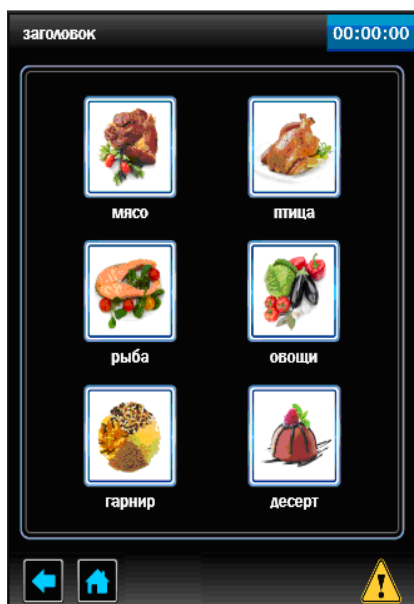 заголовок 00:00:00
мясо птица
рыба овощи
гарнир десерт